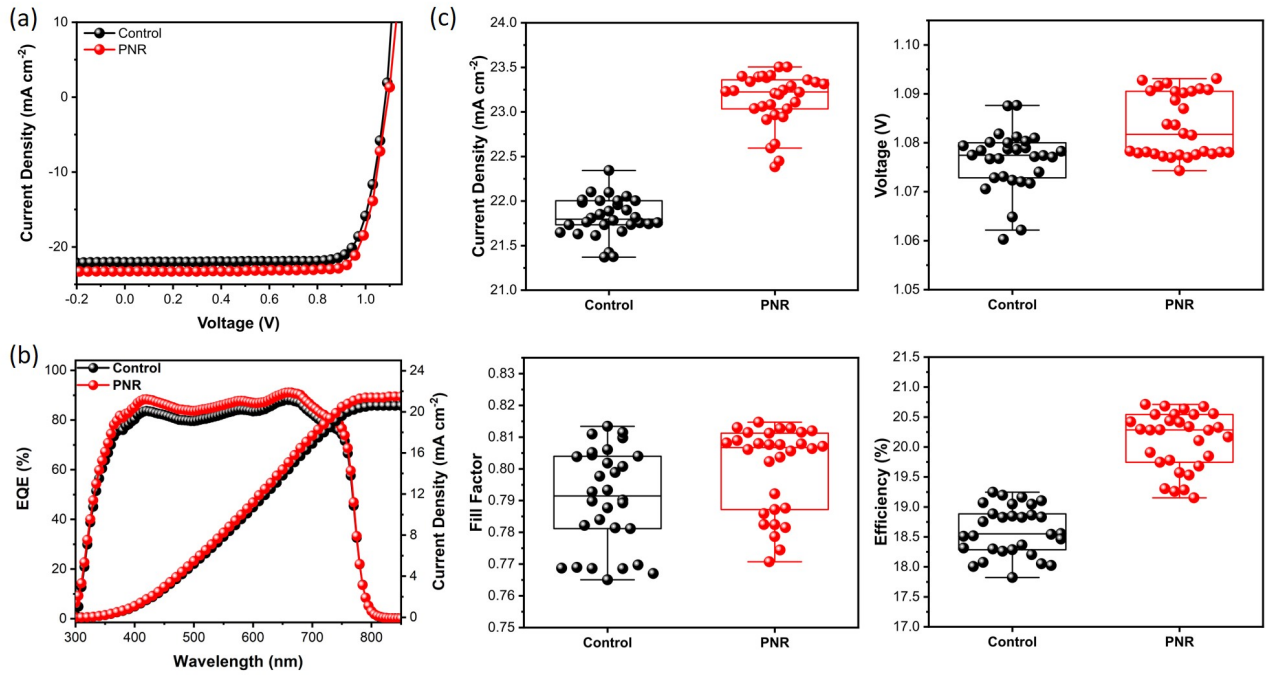 (a)
10
0
-10
-20
Current Density (mA cm⁻²)
Control
PNR
-0.2 0.0 0.2 0.4 0.6 0.8 1.0
Voltage (V)
(b)
100
80
60
40
20
0
EQE (%)
Control
PNR
24
20
16
12
8
4
0
Current Density (mA cm⁻²)
300 400 500 600 700 800
Wavelength (nm)
(c)
24.0
23.5
23.0
22.5
22.0
21.5
21.0
Current Density (mA cm⁻²)
Control PNR
1.10
1.09
1.08
1.07
1.06
1.05
Voltage (V)
Control PNR
0.83
0.82
0.81
0.80
0.79
0.78
0.77
0.76
0.75
Fill Factor
Control PNR
21.5
21.0
20.5
20.0
19.5
19.0
18.5
18.0
17.5
17.0
Efficiency (%)
Control PNR